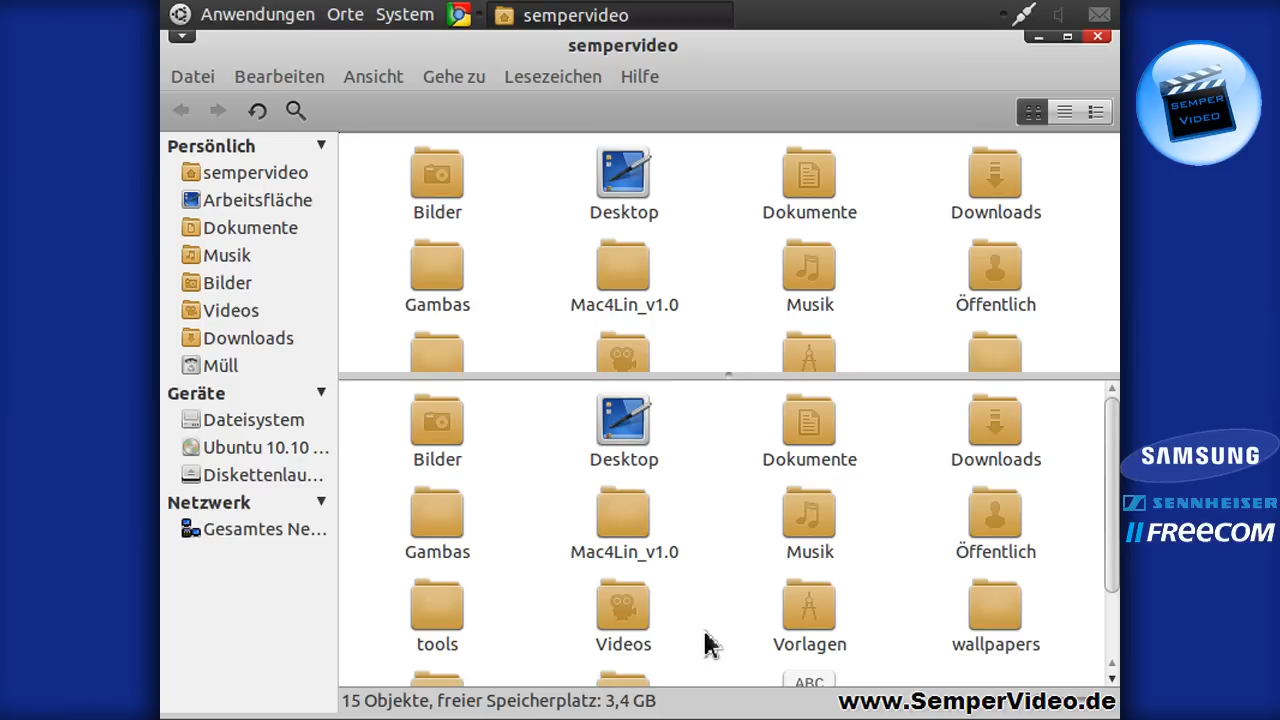 Anwendungen Orte System sempervideo
sempervideo
Datei Bearbeiten Ansicht Gehe zu Lesezeichen Hilfe
SEMPER
VIDEO
Persönlich
sempervideo
Arbeitsfläche
Dokumente
Musik
Bilder
Videos
Downloads
Müll
Geräte
Dateisystem
Ubuntu 10.10 ...
Diskettenlau...
Netzwerk
Gesamtes Ne...
Bilder Desktop Dokumente Downloads
Gambas Mac4Lin_v1.0 Musik Öffentlich
Bilder Desktop Dokumente Downloads
Gambas Mac4Lin_v1.0 Musik Öffentlich
tools Videos Vorlagen wallpapers
ABC
15 Objekte, freier Speicherplatz: 3,4 GB
www.SemperVideo.de
SAMSUNG
SENNHEISER
FREECOM